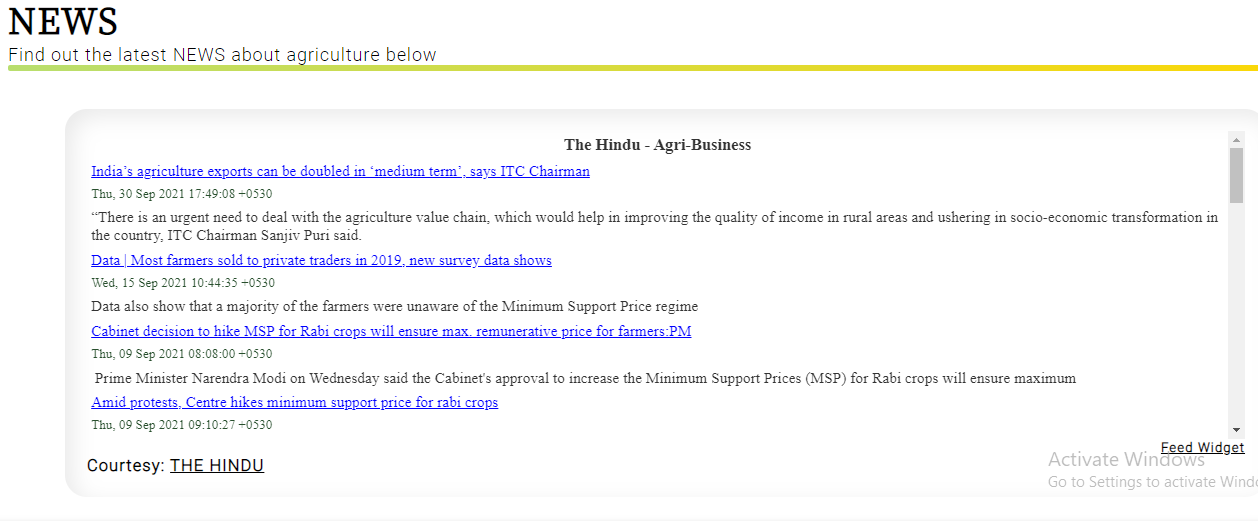 NEWS
Find out the latest NEWS about agriculture below
The Hindu - Agri-Business
India’s agriculture exports can be doubled in ‘medium term’, says ITC Chairman
Thu, 30 Sep 2021 17:49:08 +0530
“There is an urgent need to deal with the agriculture value chain, which would help in improving the quality of income in rural areas and ushering in socio-economic transformation in
the country, ITC Chairman Sanjiv Puri said.
Data | Most farmers sold to private traders in 2019, new survey data shows
Wed, 15 Sep 2021 10:44:35 +0530
Data also show that a majority of the farmers were unaware of the Minimum Support Price regime
Cabinet decision to hike MSP for Rabi crops will ensure max. remunerative price for farmers:PM
Thu, 09 Sep 2021 08:08:00 +0530
Prime Minister Narendra Modi on Wednesday said the Cabinet's approval to increase the Minimum Support Prices (MSP) for Rabi crops will ensure maximum
Amid protests, Centre hikes minimum support price for rabi crops
Thu, 09 Sep 2021 09:10:27 +0530
Feed Widget
Courtesy: THE HINDU
Activate Windows
Go to Settings to activate Windo